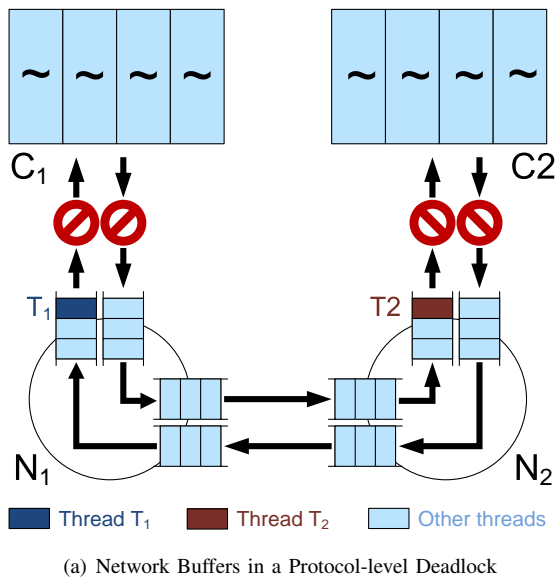 ~ ~ ~ ~ ~ ~ ~ ~
C₁ C2
T₁ T2
N₁ N₂
Thread T₁ Thread T₂ Other threads
(a) Network Buffers in a Protocol-level Deadlock